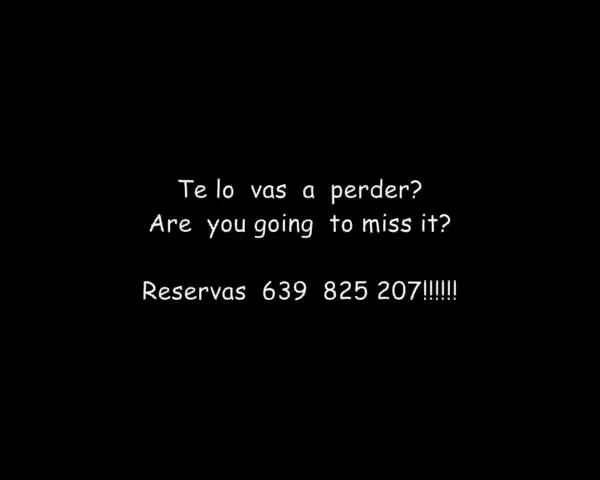 Te lo vas a perder?
Are you going to miss it?
Reservas 639 825 207!!!!!!